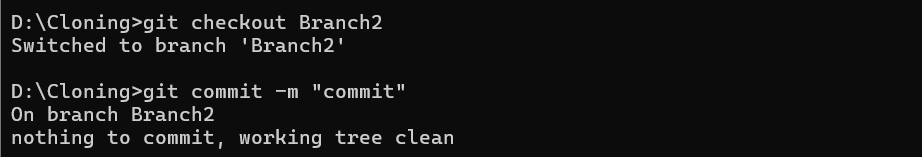 D:\Cloning>git checkout Branch2
Switched to branch 'Branch2'
D:\Cloning>git commit -m "commit"
On branch Branch2
nothing to commit, working tree clean